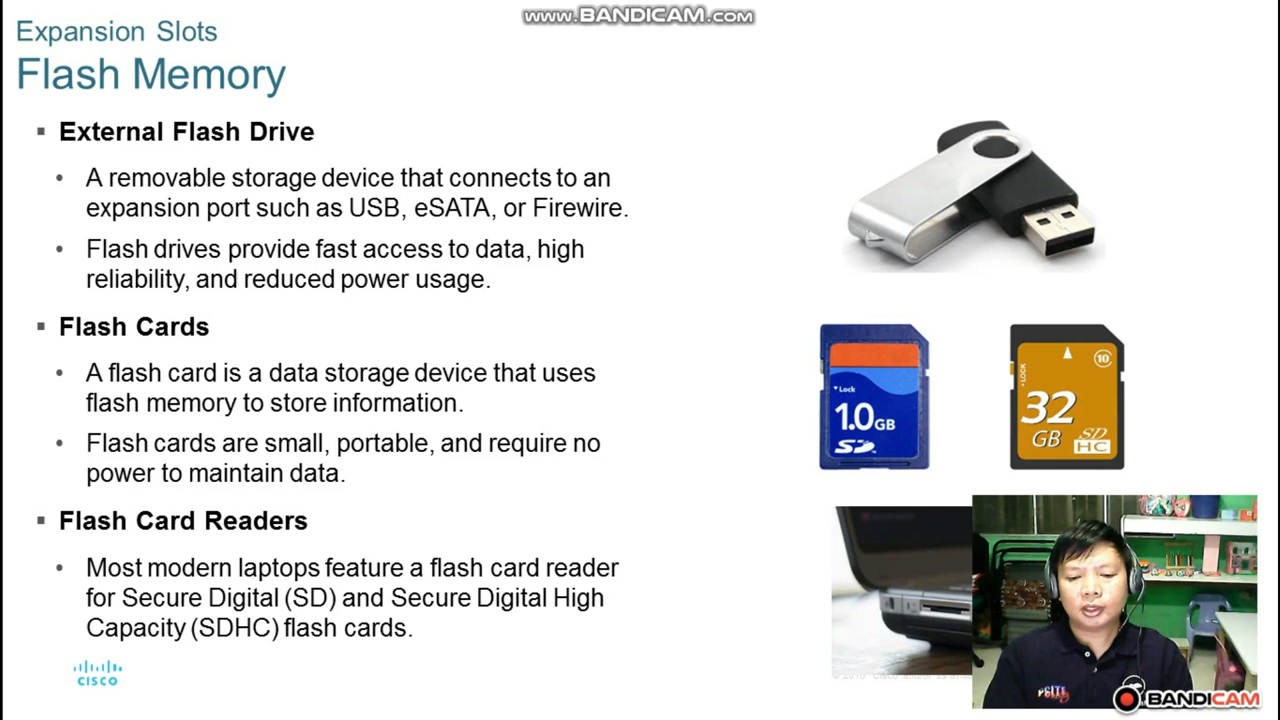 www.BANDICAM.com
Expansion Slots
Flash Memory
▪ External Flash Drive
• A removable storage device that connects to an
expansion port such as USB, eSATA, or Firewire.
• Flash drives provide fast access to data, high
reliability, and reduced power usage.
▪ Flash Cards
• A flash card is a data storage device that uses
flash memory to store information.
• Flash cards are small, portable, and require no
power to maintain data.
▪ Flash Card Readers
• Most modern laptops feature a flash card reader
for Secure Digital (SD) and Secure Digital High
Capacity (SDHC) flash cards.
Lock
1.0GB
SD
10
LOCK
32
GB
SD
HC
CISCO
Cisco
BANDICAM